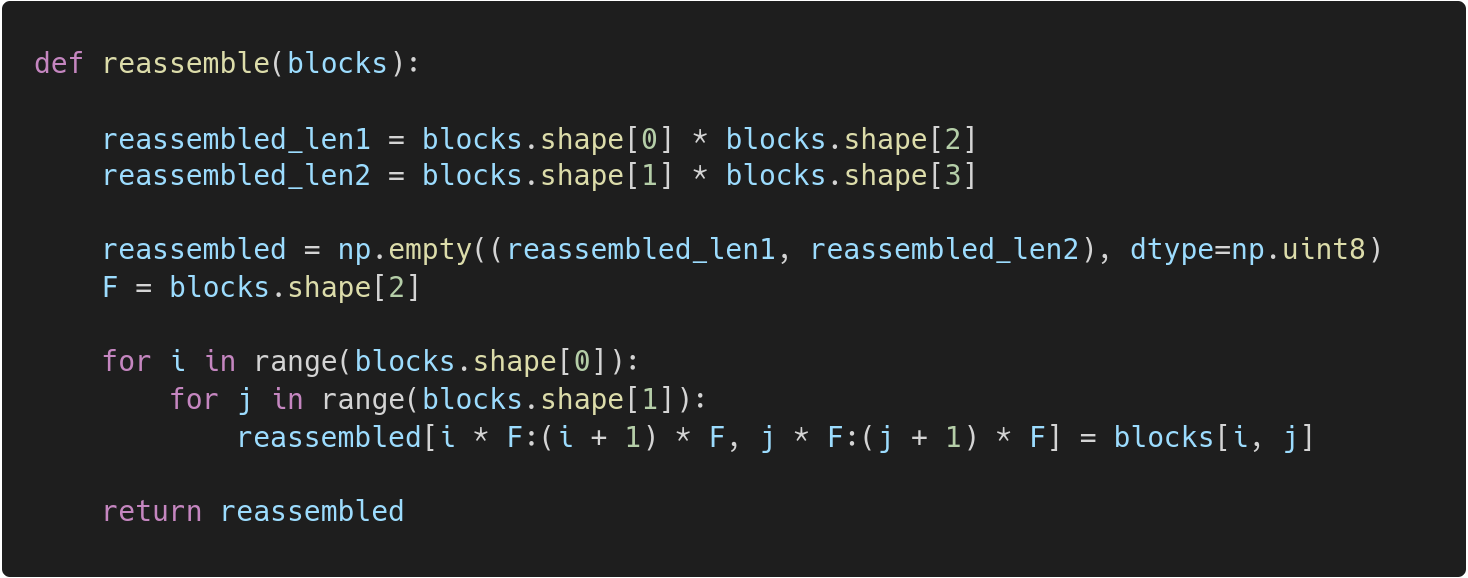 def reassemble(blocks):
    reassembled_len1 = blocks.shape[0] * blocks.shape[2]
    reassembled_len2 = blocks.shape[1] * blocks.shape[3]
    reassembled = np.empty((reassembled_len1, reassembled_len2), dtype=np.uint8)
    F = blocks.shape[2]
    for i in range(blocks.shape[0]):
        for j in range(blocks.shape[1]):
            reassembled[i * F:(i + 1) * F, j * F:(j + 1) * F] = blocks[i, j]
    return reassembled